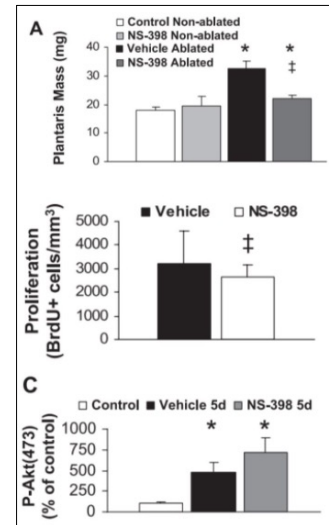 A
Control Non-ablated
NS-398 Non-ablated
Vehicle Ablated
NS-398 Ablated
Plantaris Mass (mg)
40
30
20
10
0
*
*
‡
Vehicle NS-398
Proliferation
(BrdU+ cells/mm³)
5000
4000
3000
2000
1000
0
‡
C
Control Vehicle 5d NS-398 5d
P-Akt(473)
(% of control)
1000
750
500
250
0
*
*